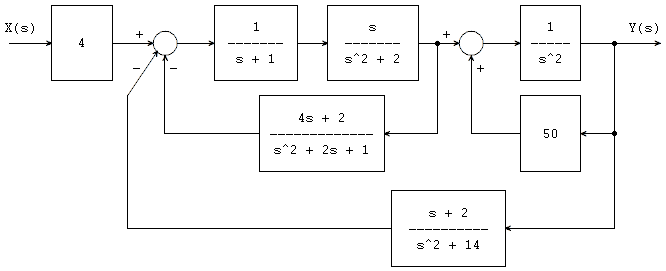 X(s)
Y(s)
4
+
−
−
1
-------
s + 1
s
---------
s^2 + 2
+
+
1
-----
s^2
4s + 2
--------------
s^2 + 2s + 1
50
s + 2
----------
s^2 + 14